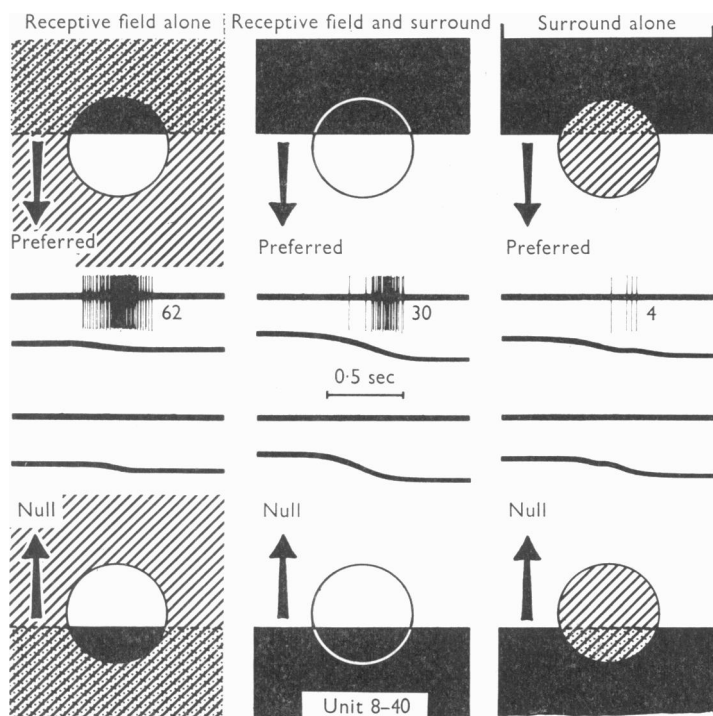 Receptive field alone
Receptive field and surround
Surround alone
Preferred
Preferred
Preferred
62
30
4
0·5 sec
Null
Null
Null
Unit 8–40